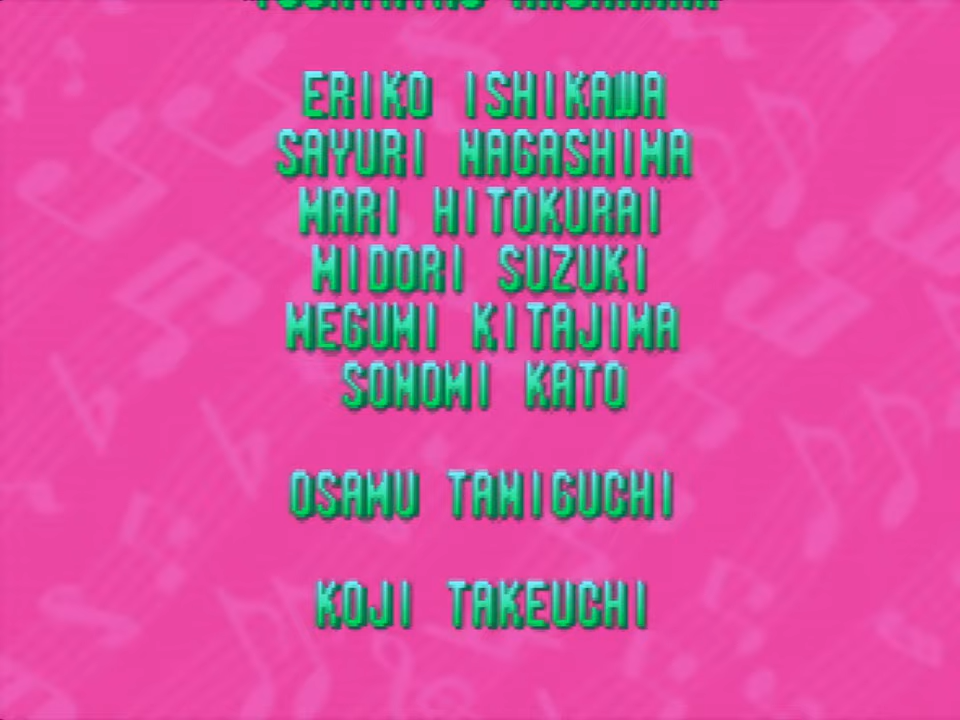 ERIKO ISHIKAWA
SAYURI NAGASHIMA
MARI HITOKURAI
MIDORI SUZUKI
MEGUMI KITAJIMA
SONOMI KATO
OSAMU TANIGUCHI
KOJI TAKEUCHI